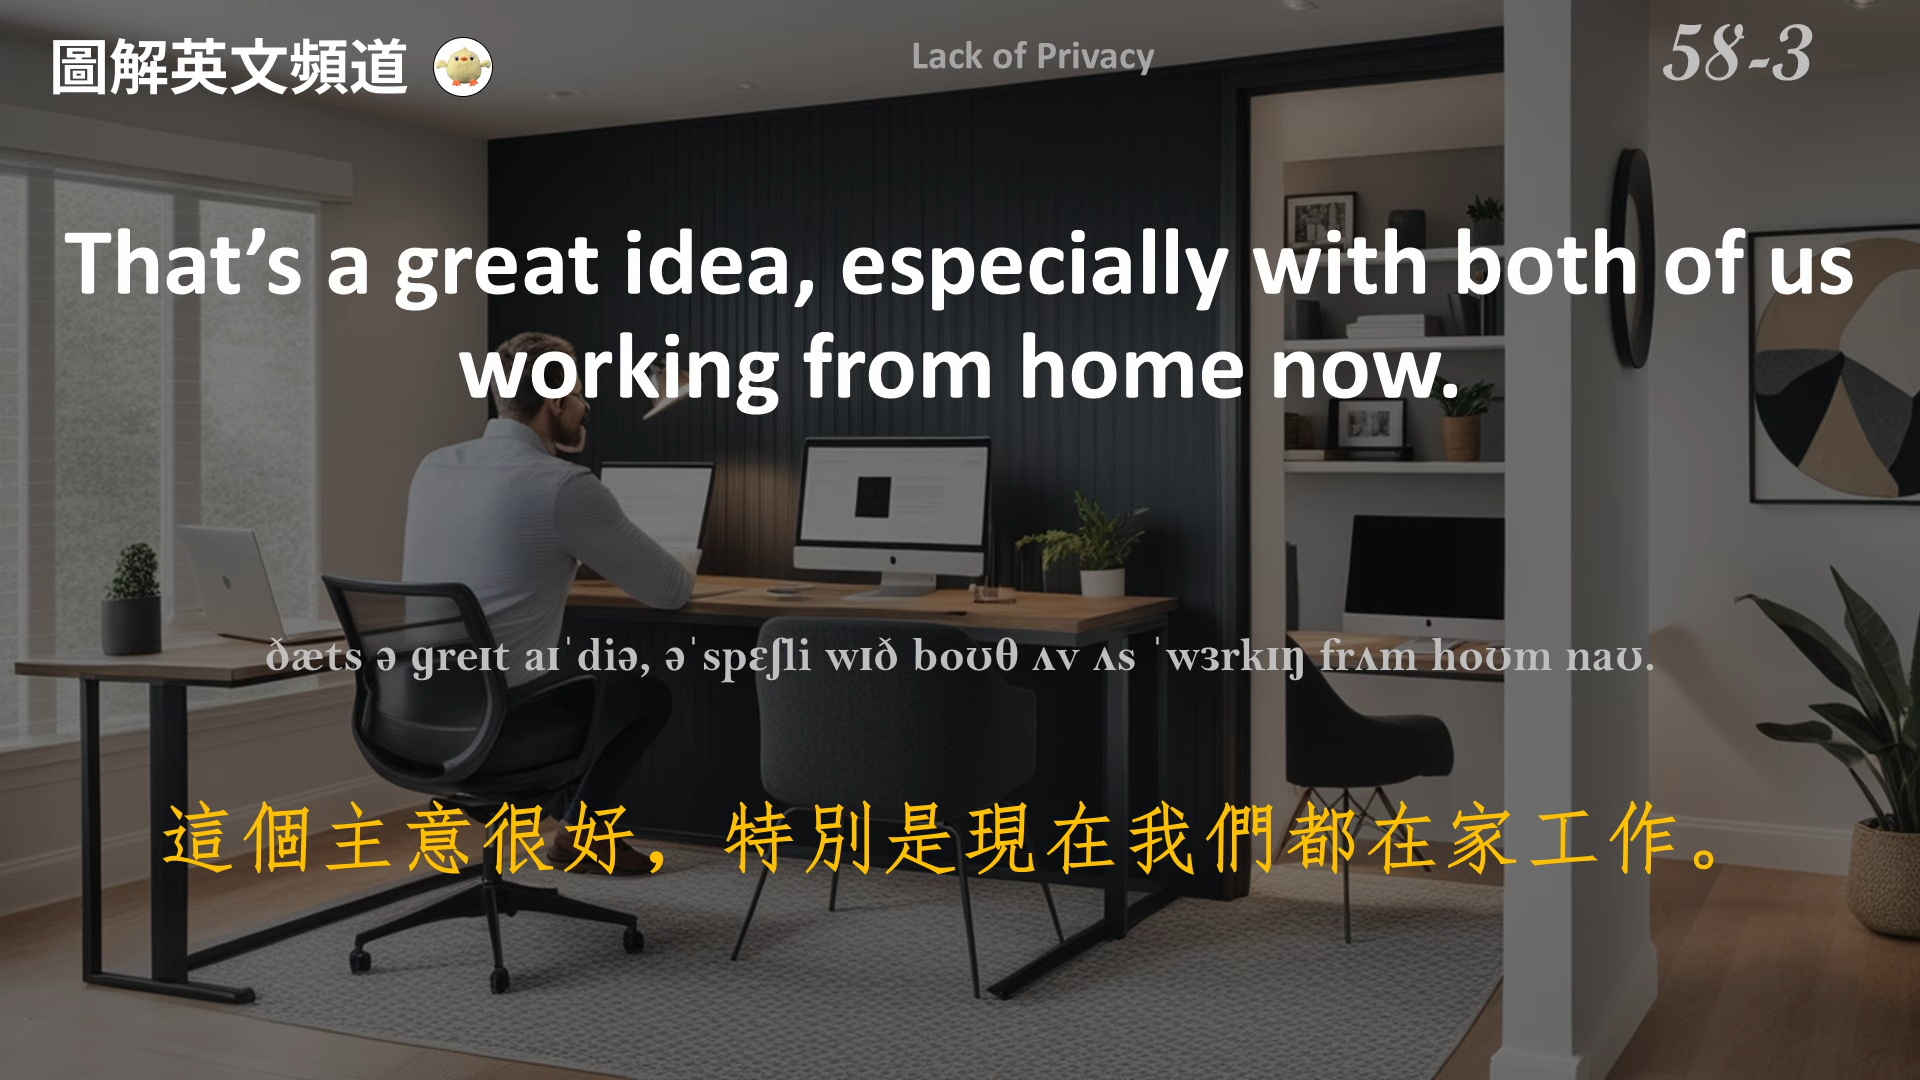 圖解英文頻道
Lack of Privacy
58-3
That’s a great idea, especially with both of us
working from home now.
ðæts ə ɡreɪt aɪˈdiə, əˈspɛʃli wɪð boʊθ ʌv ʌs ˈwɜrkɪŋ frʌm hoʊm naʊ.
這個主意很好，特別是現在我們都在家工作。